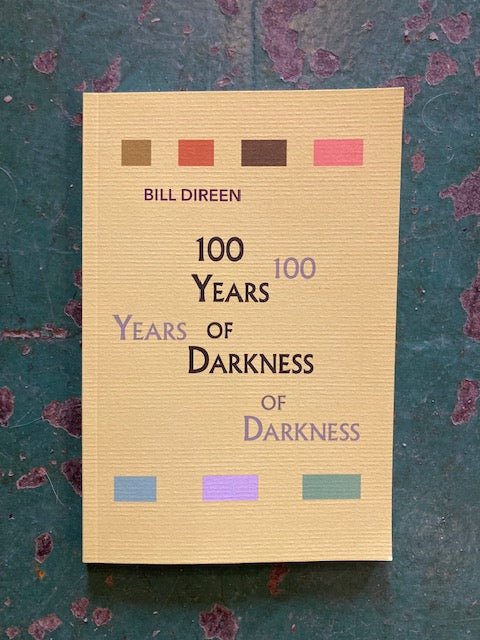 BILL DIREEN
100
100
YEARS
YEARS
OF
DARKNESS
OF
DARKNESS